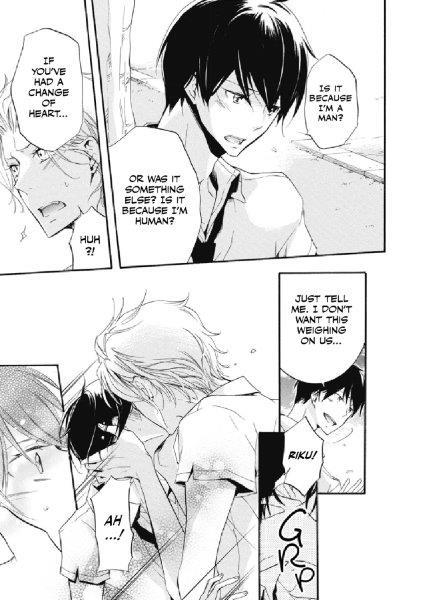 IS IT
BECAUSE
I'M A
MAN?
OR WAS IT
SOMETHING
ELSE? IS IT
BECAUSE I'M
HUMAN?
IF
YOU'VE
HAD A
CHANGE
OF
HEART...
HUH
?!
JUST TELL
ME. I DON'T
WANT THIS
WEIGHING
ON US...
RIKU!
GRP
AH
...!